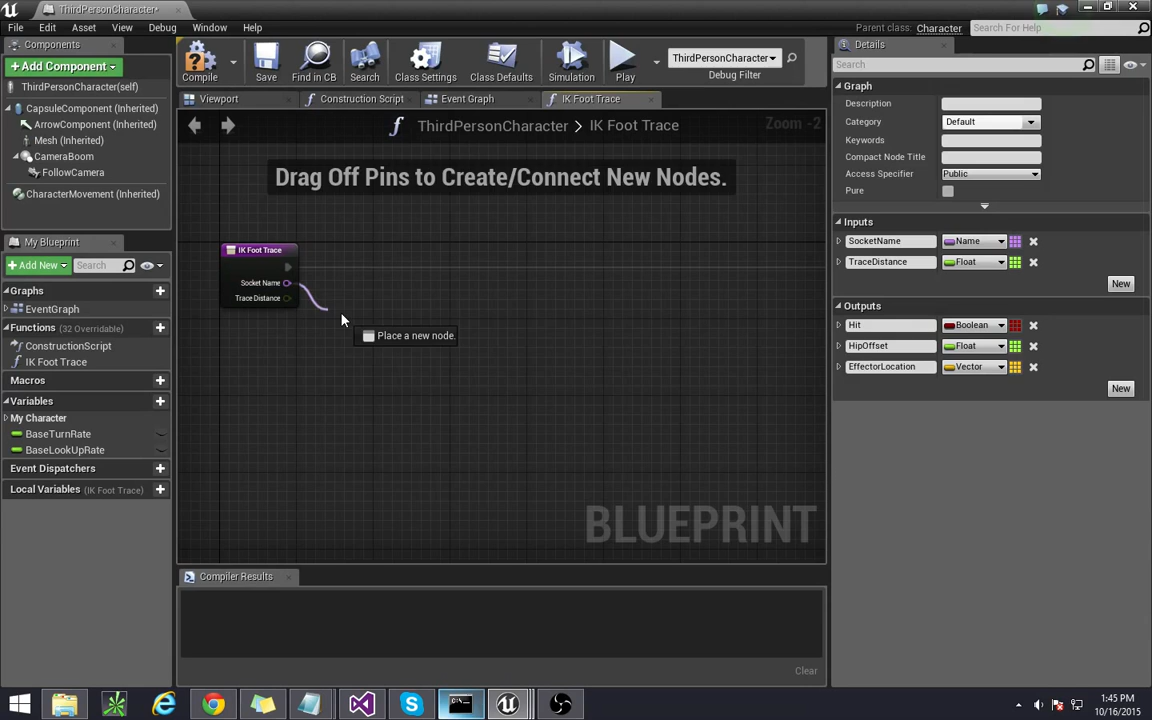 ThirdPersonCharacter*
File Edit Asset View Debug Window Help
Parent class: Character Search For Help
Components
+ Add Component
ThirdPersonCharacter(self)
CapsuleComponent (Inherited)
ArrowComponent (Inherited)
Mesh (Inherited)
CameraBoom
FollowCamera
CharacterMovement (Inherited)
My Blueprint
+ Add New Search
Graphs
EventGraph
Functions (32 Overridable)
ConstructionScript
IK Foot Trace
Macros
Variables
My Character
BaseTurnRate
BaseLookUpRate
Event Dispatchers
Local Variables (IK Foot Trace)
Compile Save Find in CB Search Class Settings Class Defaults Simulation Play
ThirdPersonCharacter
Debug Filter
Viewport Construction Script Event Graph IK Foot Trace
ThirdPersonCharacter > IK Foot Trace
Zoom -2
Drag Off Pins to Create/Connect New Nodes.
IK Foot Trace
Socket Name
Trace Distance
Place a new node.
BLUEPRINT
Compiler Results
Clear
Details
Search
Graph
Description
Category Default
Keywords
Compact Node Title
Access Specifier Public
Pure
Inputs
SocketName Name
TraceDistance Float
New
Outputs
Hit Boolean
HipOffset Float
EffectorLocation Vector
New
1:45 PM
10/16/2015